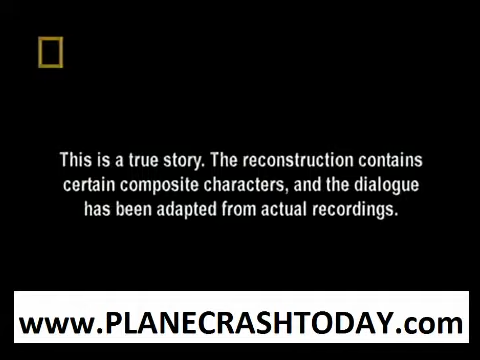 This is a true story. The reconstruction contains
certain composite characters, and the dialogue
has been adapted from actual recordings.
www.PLANECRASHTODAY.com